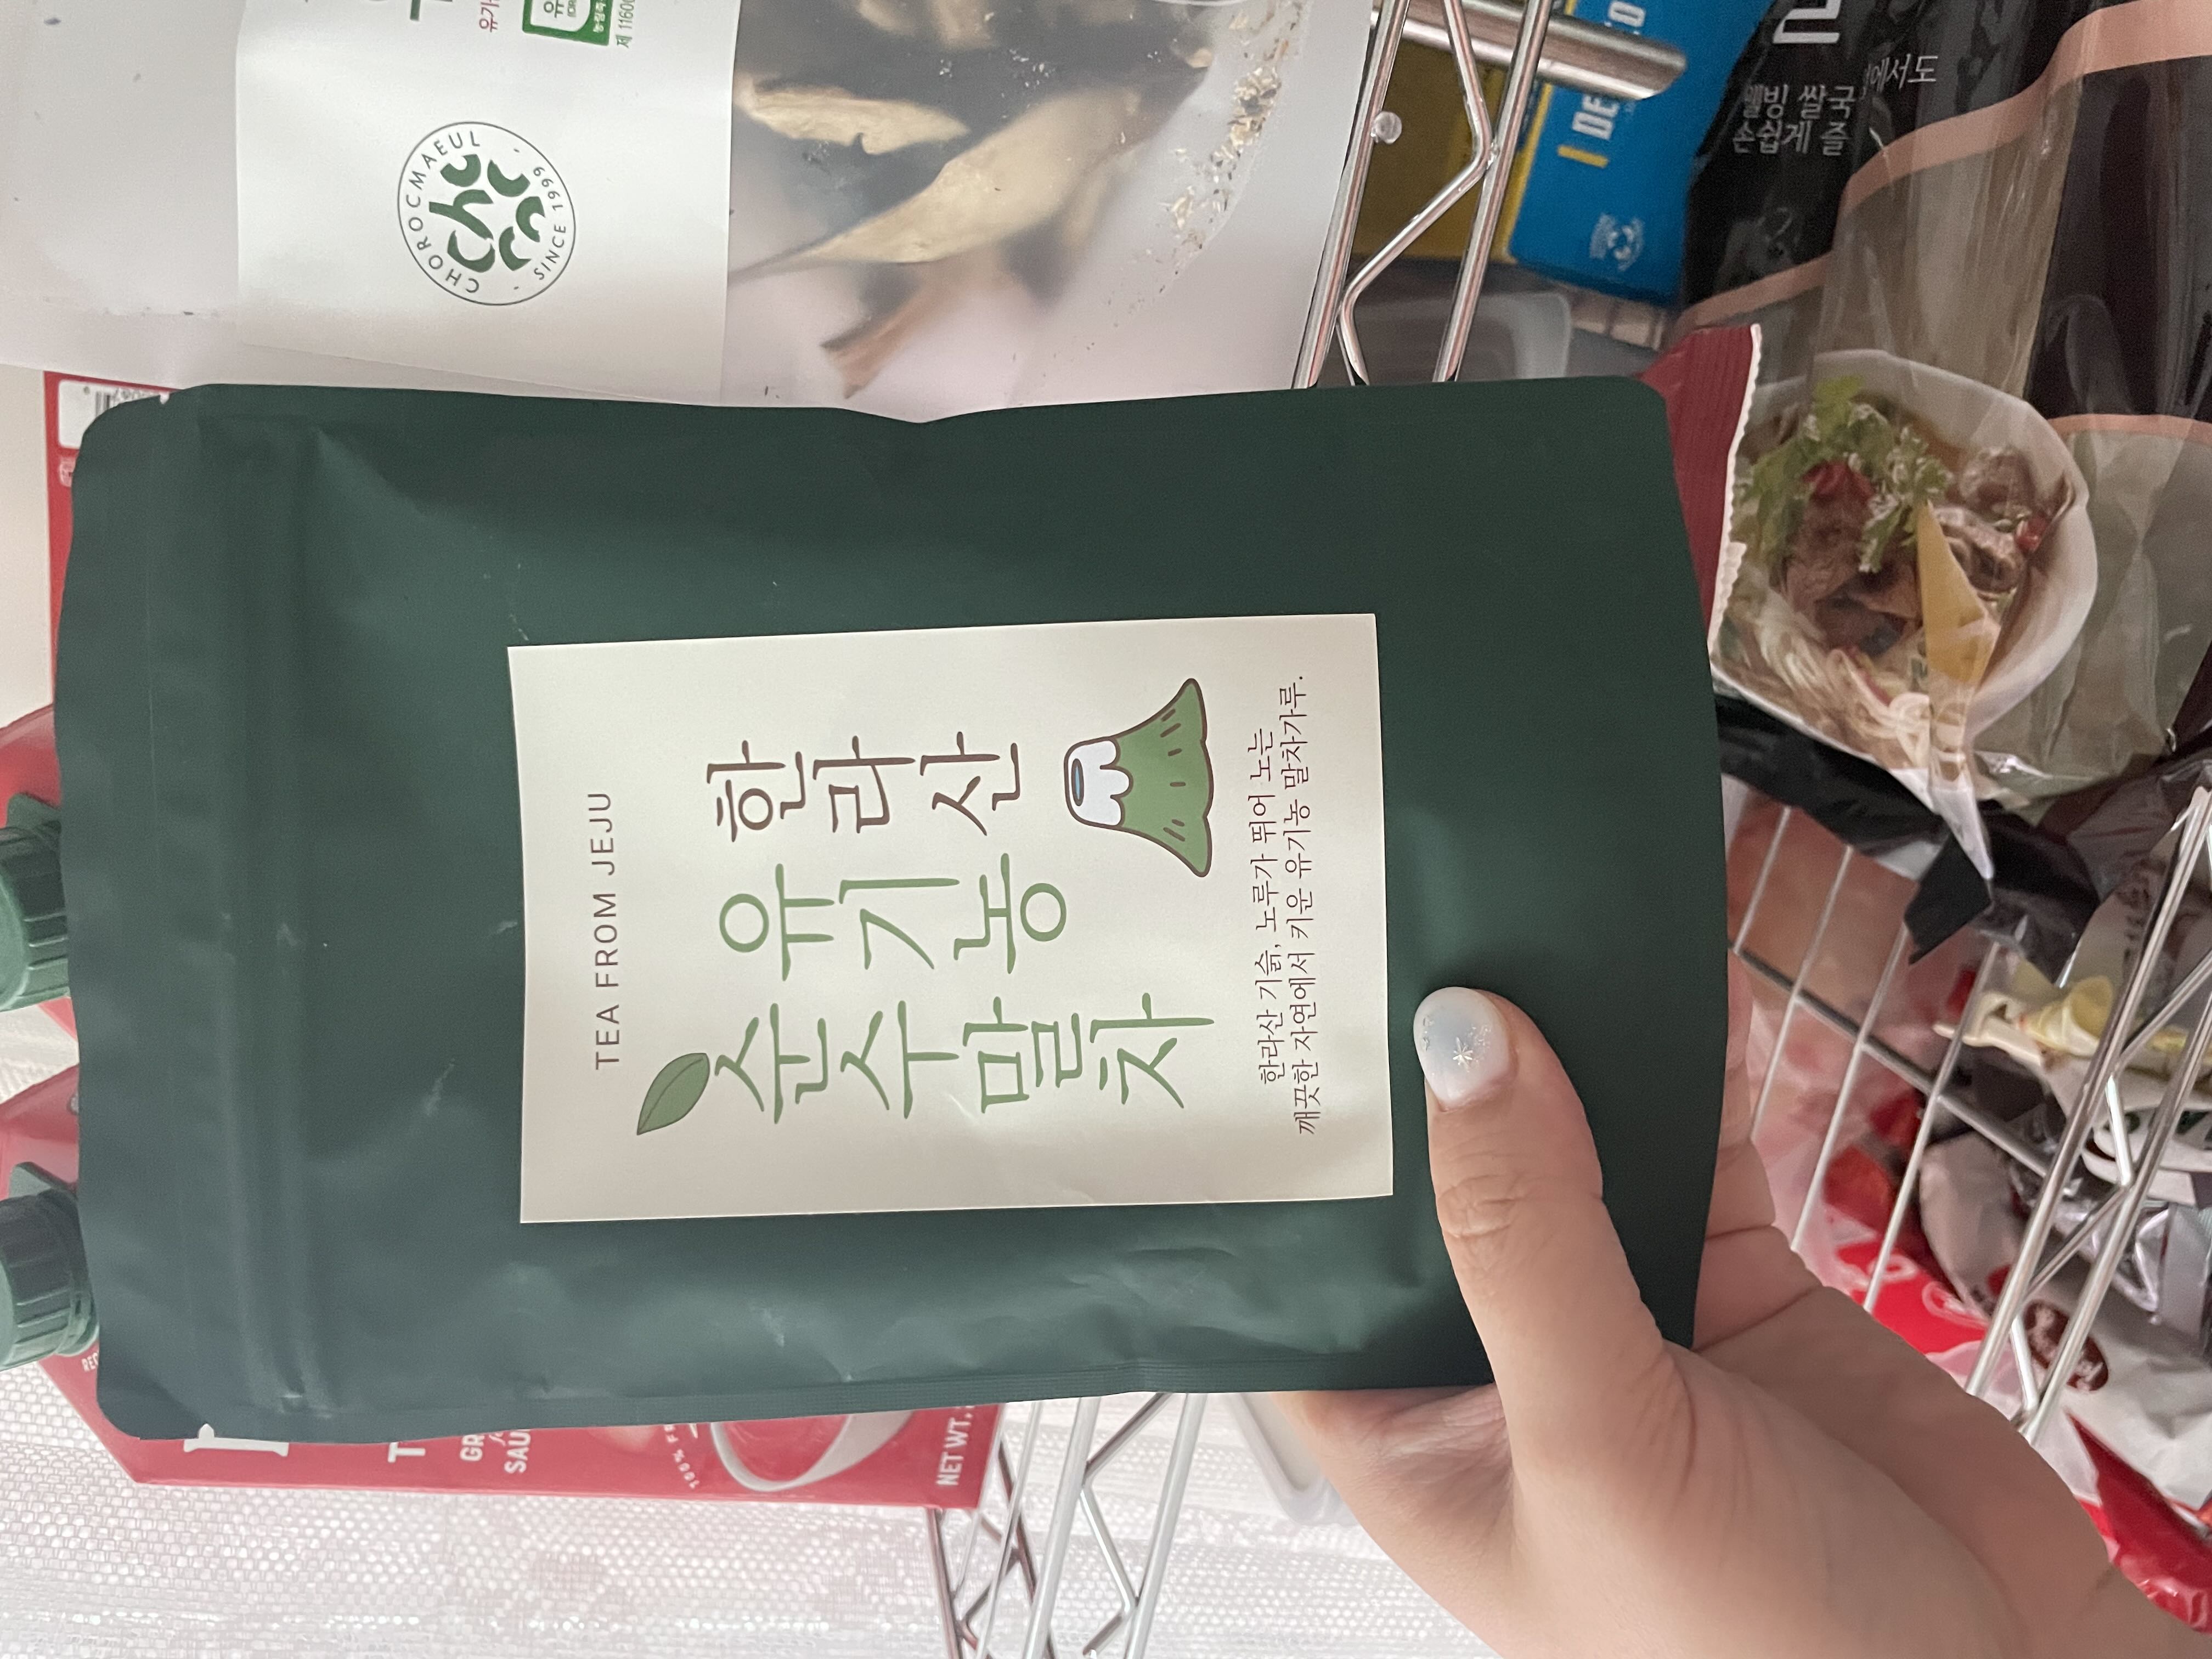 TEA FROM JEJU
한라산
유기농
순수말차
한라산 기슭, 노루가 뛰어 노는
깨끗한 자연에서 키운 유기농 말차가루.
CHOROCMAEUL
SINCE 1999
웰빙 쌀국
손쉽게 즐
에서도
NET WT.